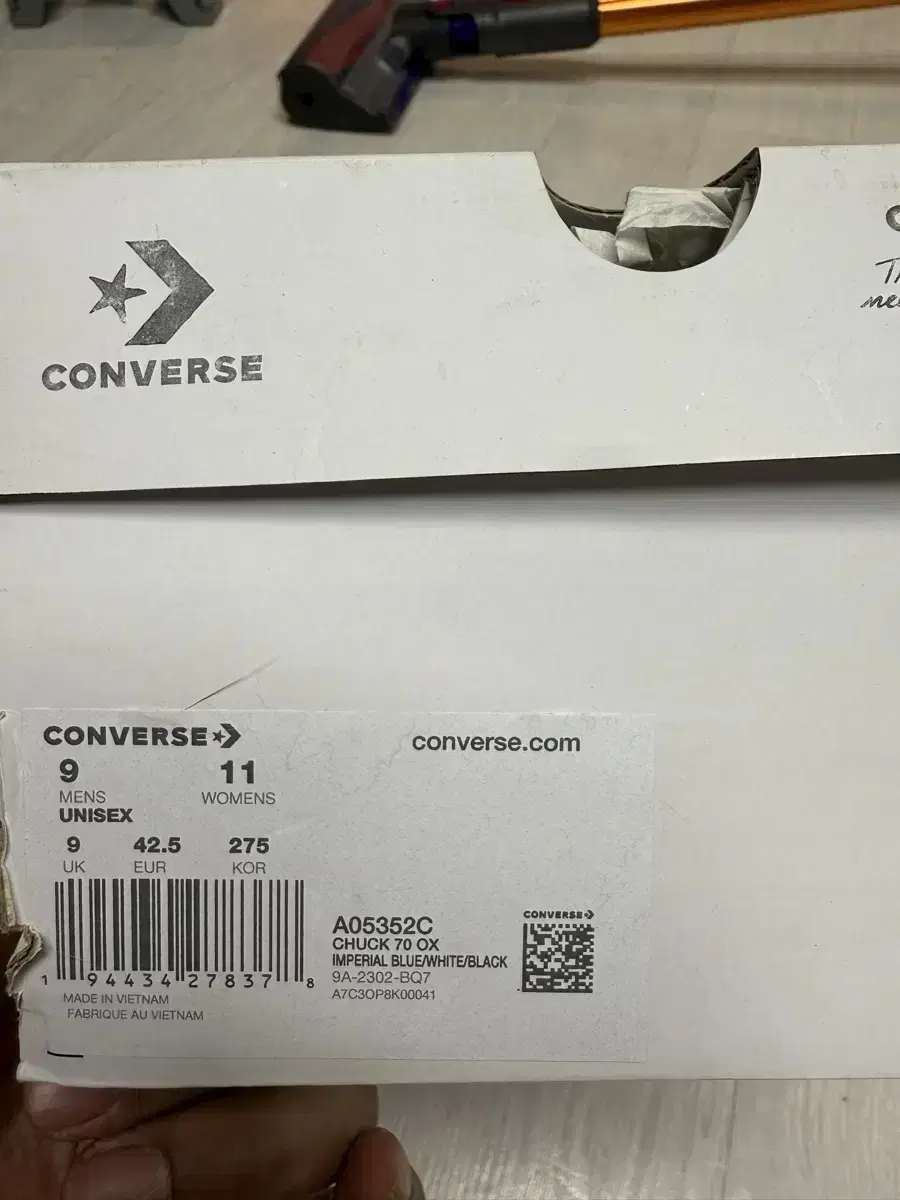 CONVERSE
CONVERSE
converse.com
9 11
MENS WOMENS
UNISEX
9 42.5 275
UK EUR KOR
1 94434 27837 8
MADE IN VIETNAM
FABRIQUE AU VIETNAM
A05352C
CHUCK 70 OX
IMPERIAL BLUE/WHITE/BLACK
9A-2302-BQ7
A7C3OP8K00041
CONVERSE